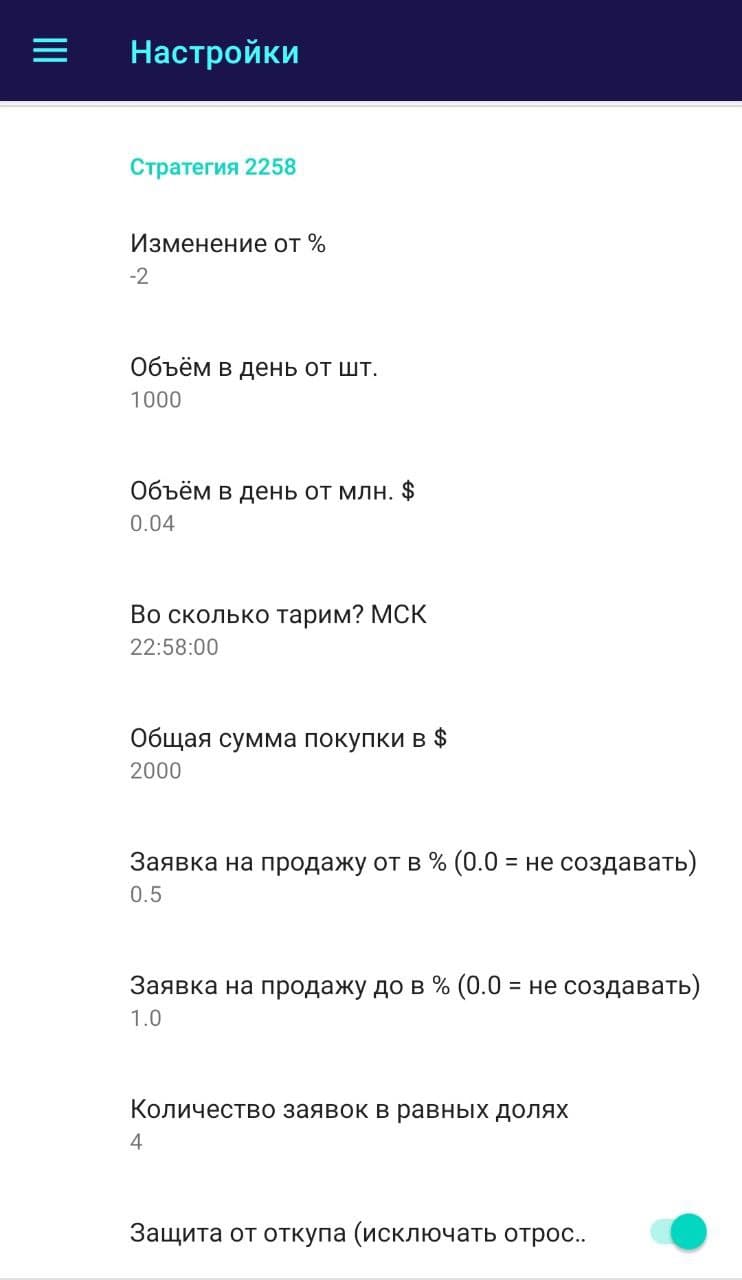 Настройки
Стратегия 2258
Изменение от %
-2
Объём в день от шт.
1000
Объём в день от млн. $
0.04
Во сколько тарим? МСК
22:58:00
Общая сумма покупки в $
2000
Заявка на продажу от в % (0.0 = не создавать)
0.5
Заявка на продажу до в % (0.0 = не создавать)
1.0
Количество заявок в равных долях
4
Защита от откупа (исключать отрос..